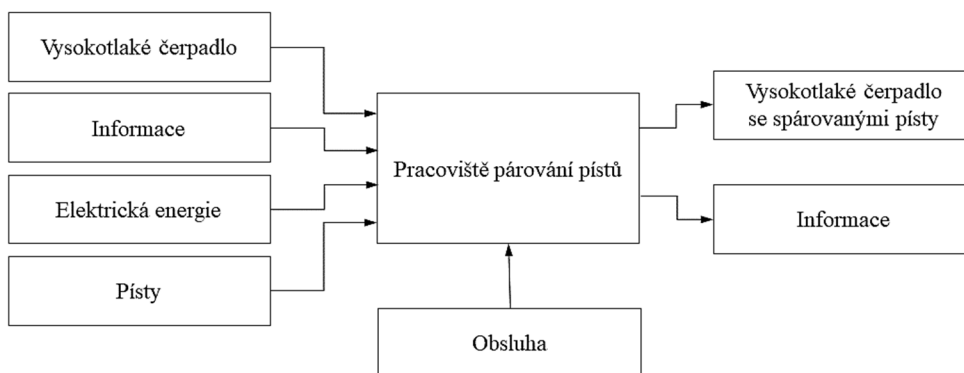 Vysokotlaké čerpadlo
Informace
Elektrická energie
Písty
Pracoviště párování pístů
Obsluha
Vysokotlaké čerpadlo
se spárovanými písty
Informace